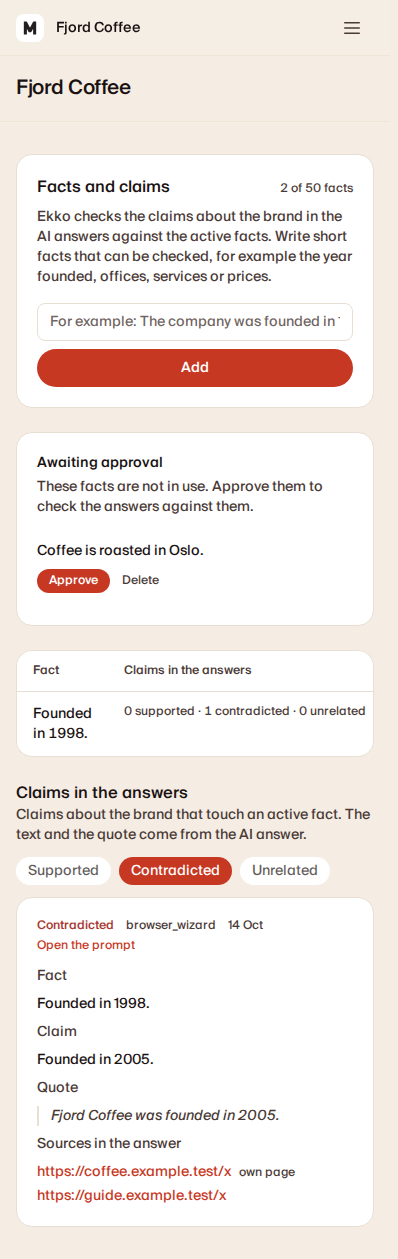 M Fjord Coffee
Fjord Coffee
Facts and claims 2 of 50 facts
Ekko checks the claims about the brand in the
AI answers against the active facts. Write short
facts that can be checked, for example the year
founded, offices, services or prices.
For example: The company was founded in
Add
Awaiting approval
These facts are not in use. Approve them to
check the answers against them.
Coffee is roasted in Oslo.
Approve Delete
Fact Claims in the answers
Founded
in 1998.
0 supported · 1 contradicted · 0 unrelated
Claims in the answers
Claims about the brand that touch an active fact. The
text and the quote come from the AI answer.
Supported Contradicted Unrelated
Contradicted browser_wizard 14 Oct
Open the prompt
Fact
Founded in 1998.
Claim
Founded in 2005.
Quote
Fjord Coffee was founded in 2005.
Sources in the answer
https://coffee.example.test/x own page
https://guide.example.test/x